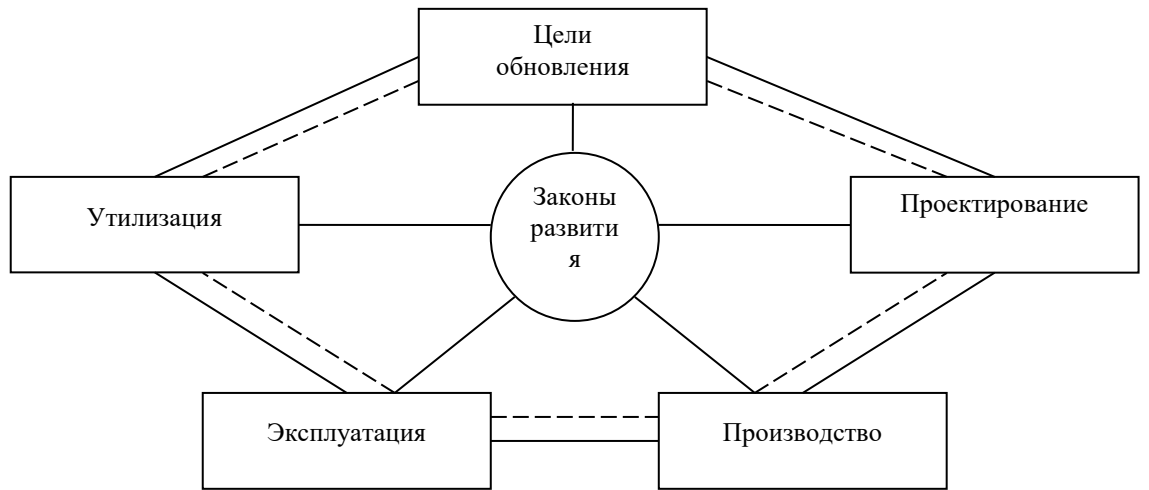 Цели
обновления
Законы
развити
я
Утилизация
Проектирование
Эксплуатация
Производство